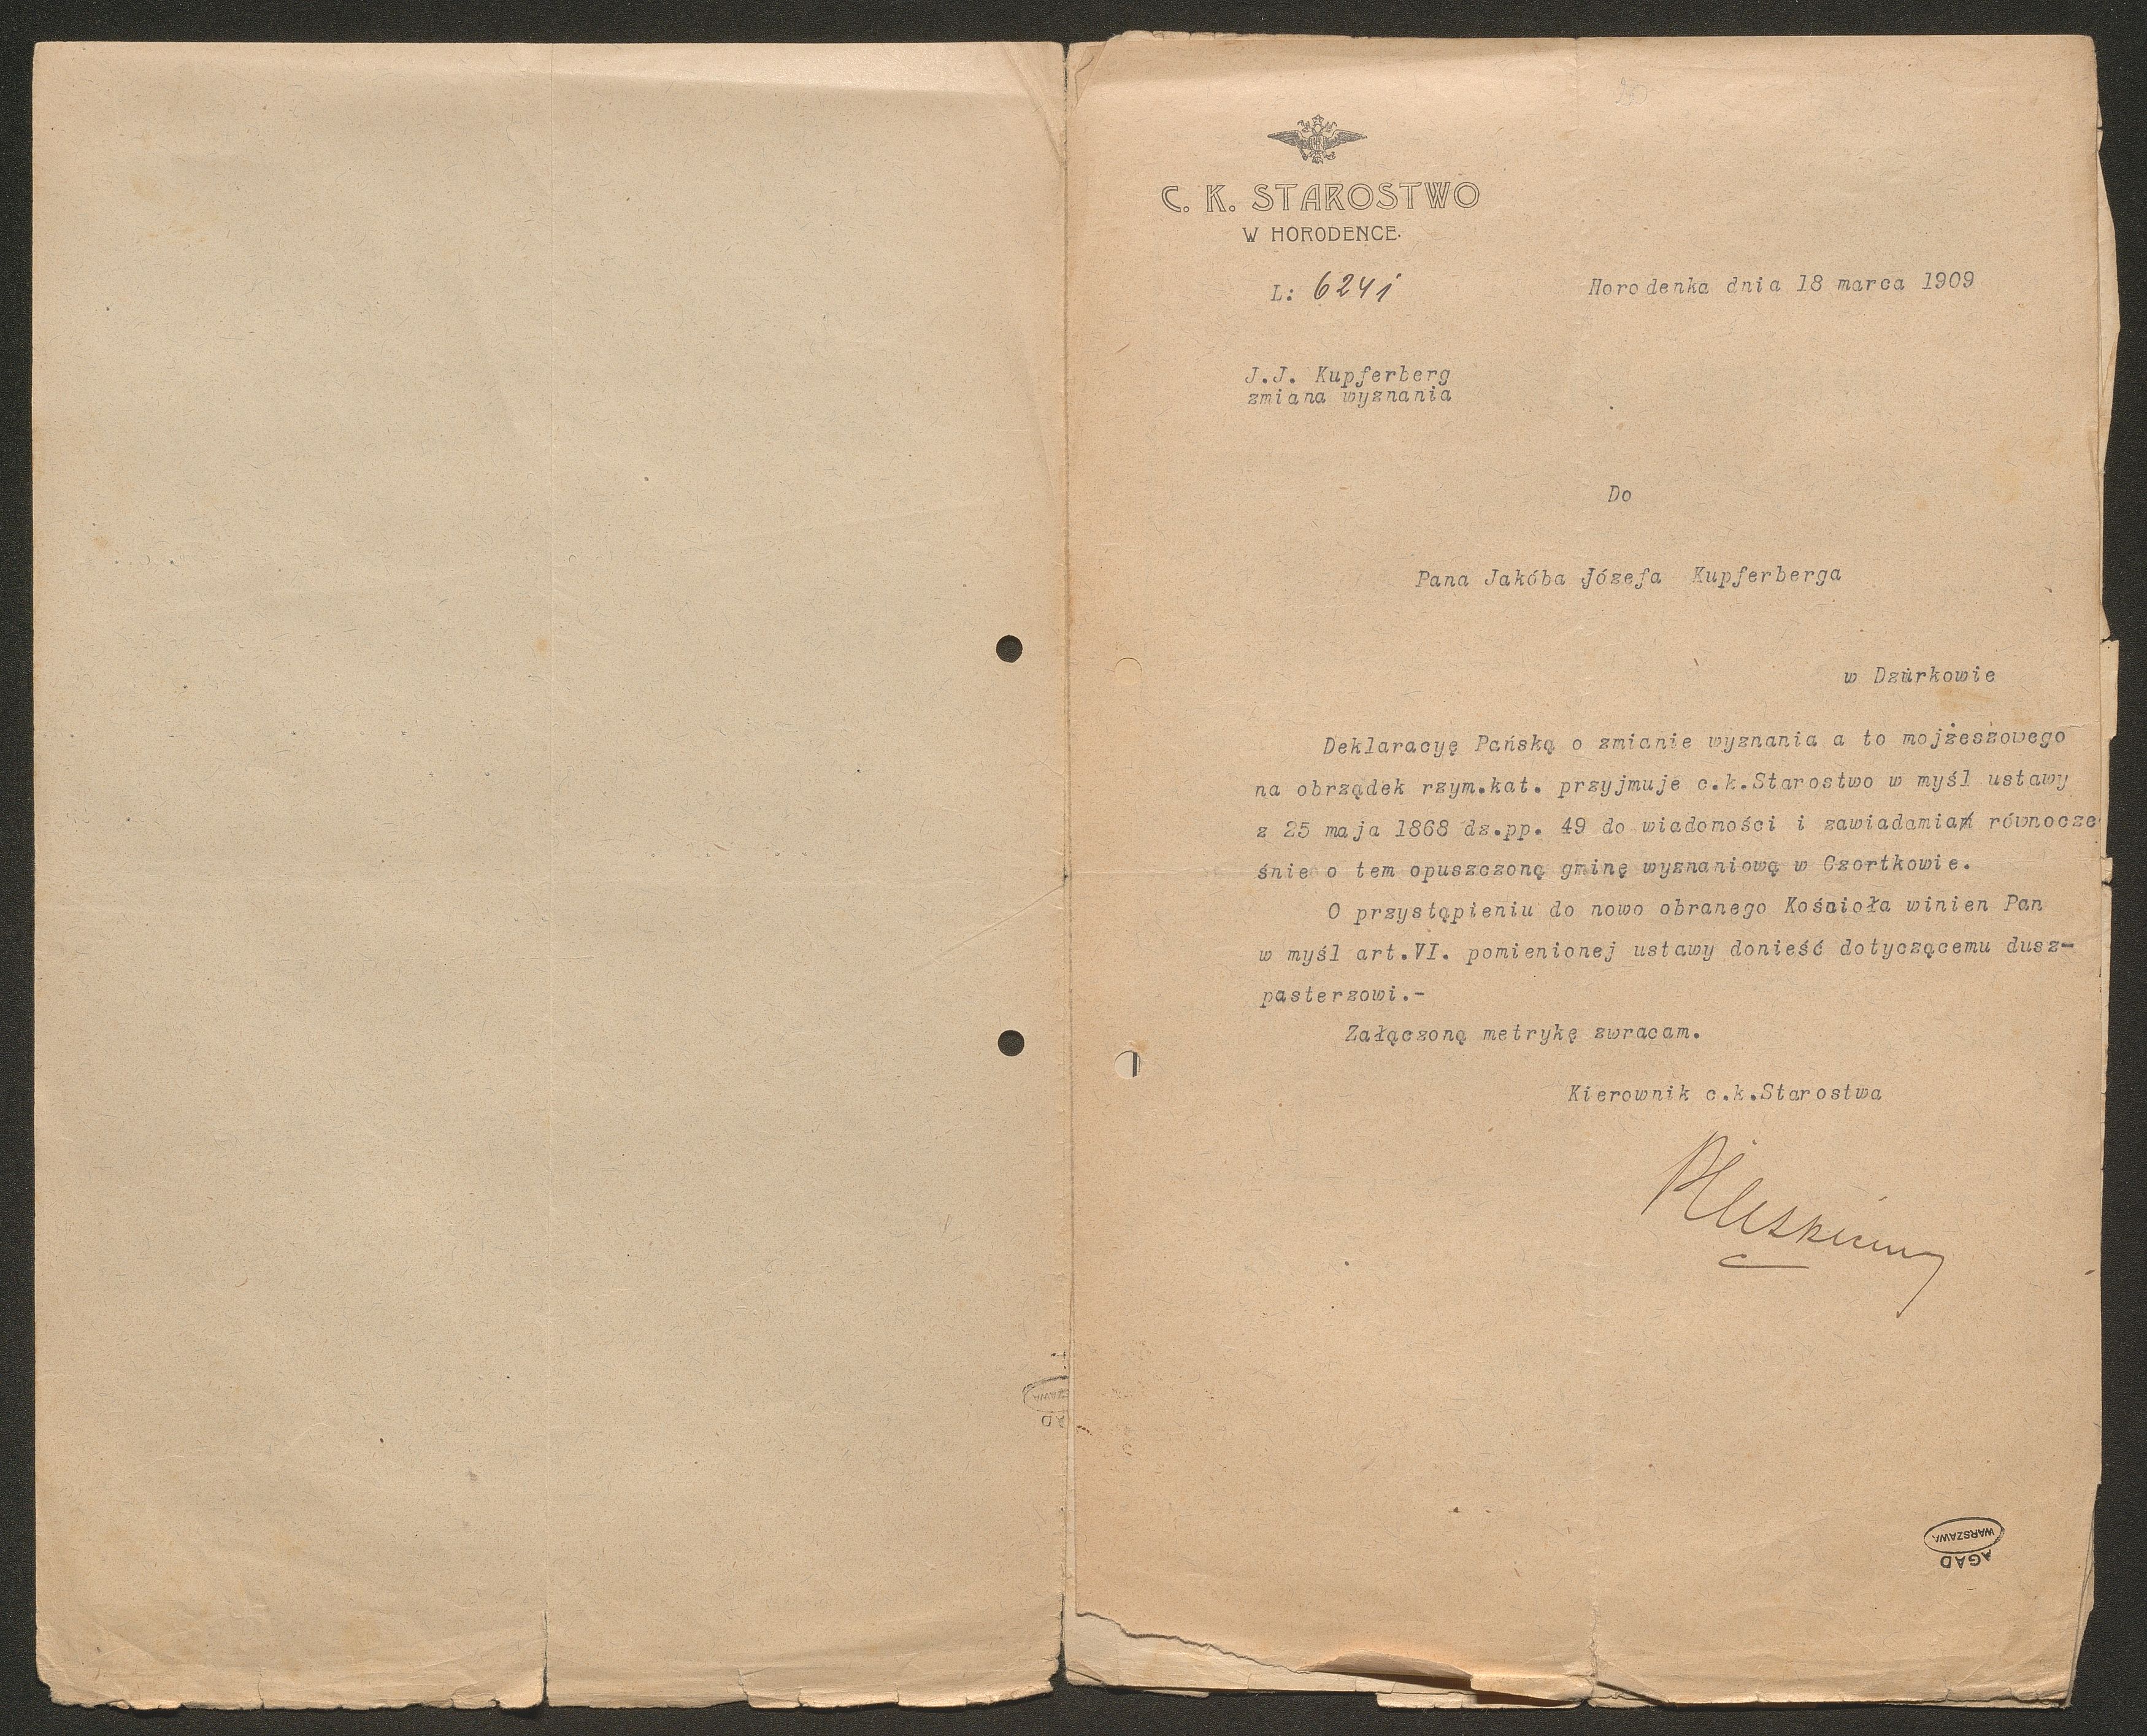 C. K. STAROSTWO
W HORODENCE.
L: 6241
Horodenka dnia 18 marca 1909
J.J. Kupferberg
zmiana wyznania
Do
Pana Jakóba Józefa Kupferberga
w Dzurkowie
Deklaracyę Pańską o zmianie wyznania a to mojżeszowego
na obrządek rzym.kat. przyjmuje c.k.Starostwo w myśl ustawy
z 25 maja 1868 dz.pp. 49 do wiadomości i zawiadamia równocze
śnie o tem opuszczoną gminę wyznaniową w Czortkowie.
O przystąpieniu do nowo obranego Kościoła winien Pan
w myśl art.VI. pomienionej ustawy donieść dotyczącemu dusz-
pasterzowi.-
Załączoną metrykę zwracam.
Kierownik c.k.Starostwa
AGAD
WARSZAWA